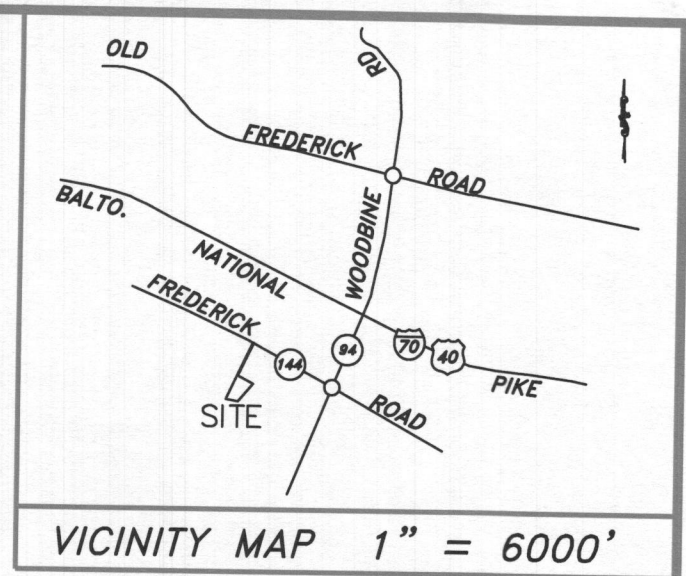 OLD
RD
FREDERICK
ROAD
BALTO.
WOODBINE
NATIONAL
FREDERICK
144
94
70
40
PIKE
ROAD
SITE
VICINITY MAP 1" = 6000'